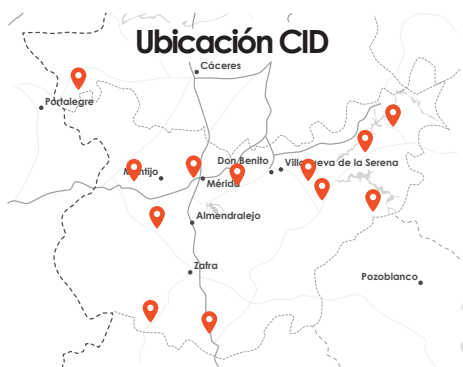 Ubicación CID
Cáceres
Portalegre
Don Benito
Villanueva de la Serena
Montijo
Mérida
Almendralejo
Zafra
Pozoblanco